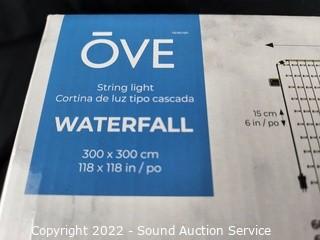 ŌVE
String light
Cortina de luz tipo cascada
WATERFALL
300 x 300 cm
118 x 118 in / po
15 cm
6 in / po
Copyright 2022 - Sound Auction Service